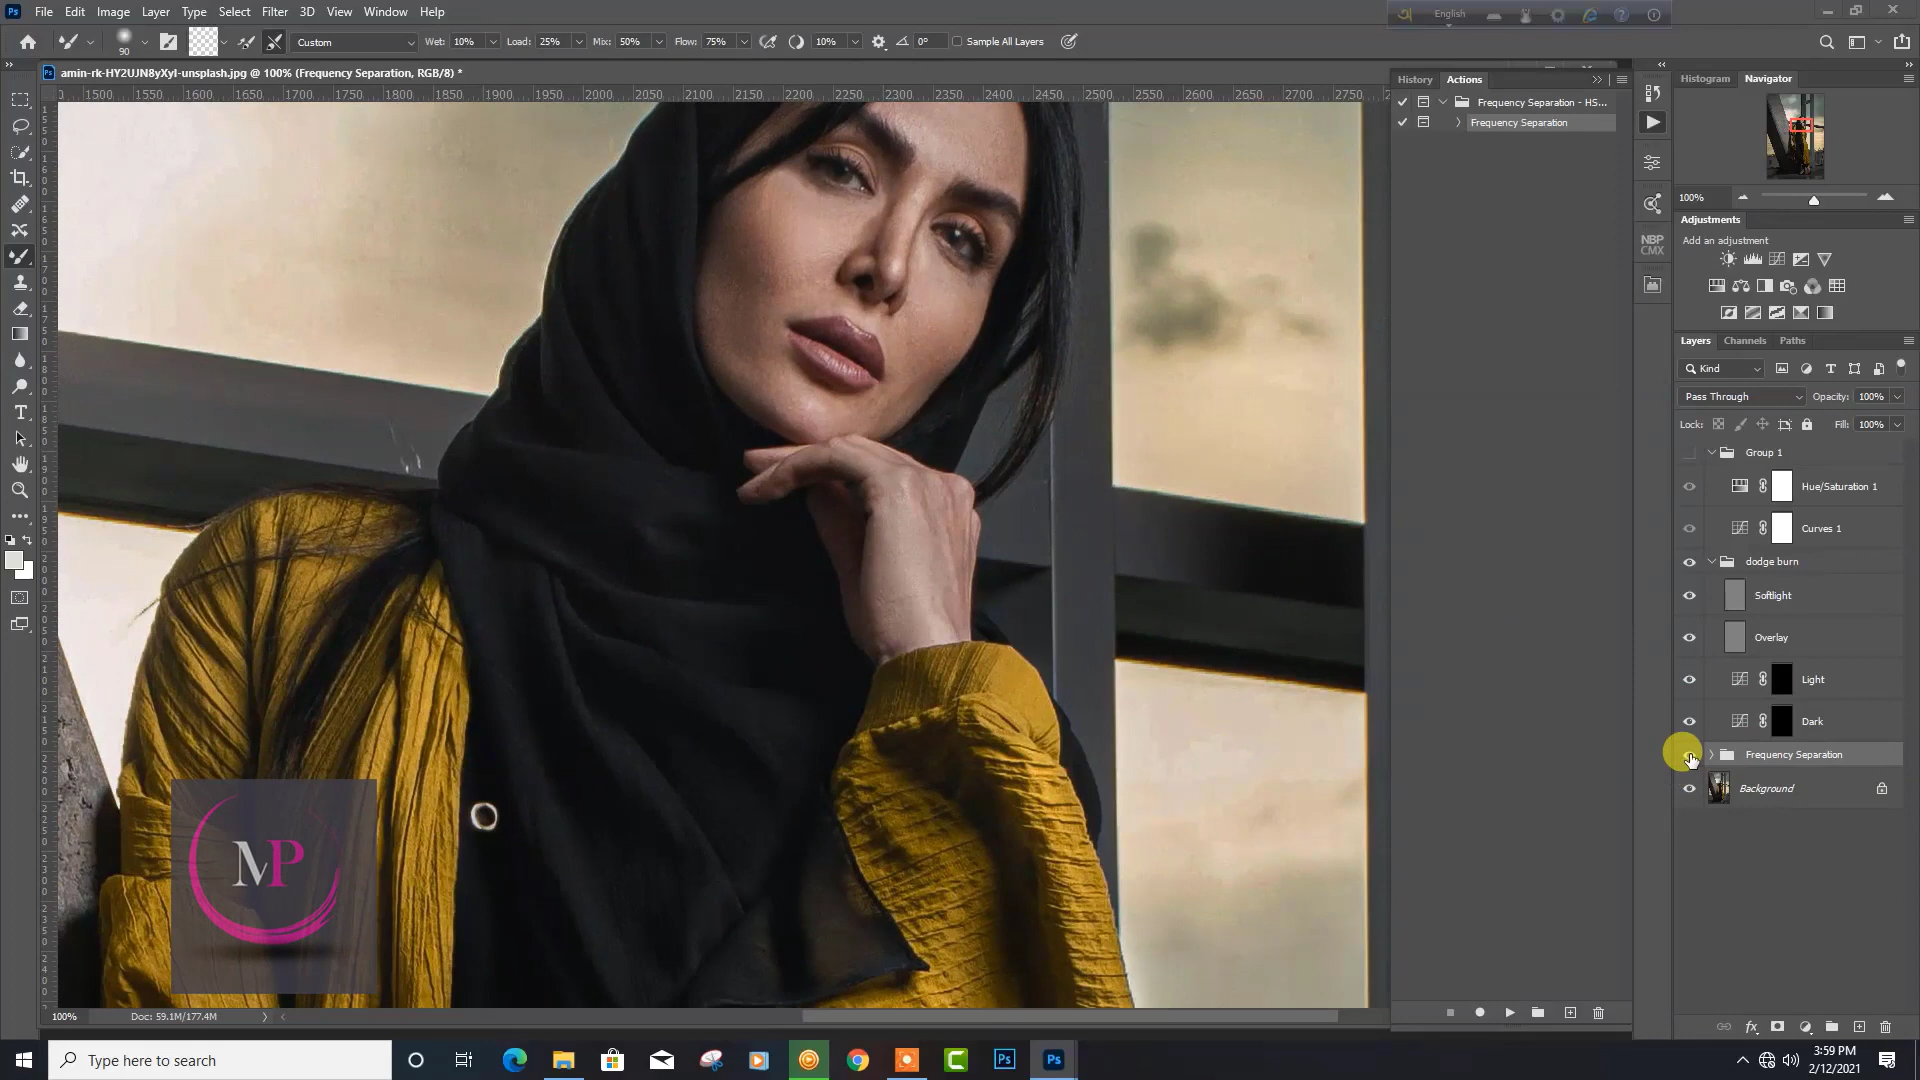 File Edit Image Layer Type Select Filter 3D View Window Help
English
90 Custom Wet: 10% Load: 25% Mix: 50% Flow: 75% 10% 0° Sample All Layers
amin-rk-HY2UJN8yXyI-unsplash.jpg @ 100% (Frequency Separation, RGB/8) *
1500 1550 1600 1650 1700 1750 1800 1850 1900 1950 2000 2050 2100 2150 2200 2250 2300 2350 2400 2450 2500 2550 2600 2650 2700 2750
History Actions
Frequency Separation - HS...
Frequency Separation
NBP
CMX
Histogram Navigator
100%
Adjustments
Add an adjustment
Layers Channels Paths
Kind
Pass Through Opacity: 100%
Lock: Fill: 100%
Group 1
Hue/Saturation 1
Curves 1
dodge burn
Softlight
Overlay
Light
Dark
Frequency Separation
Background
MP
100% Doc: 59.1M/177.4M
Type here to search
3:59 PM
2/12/2021